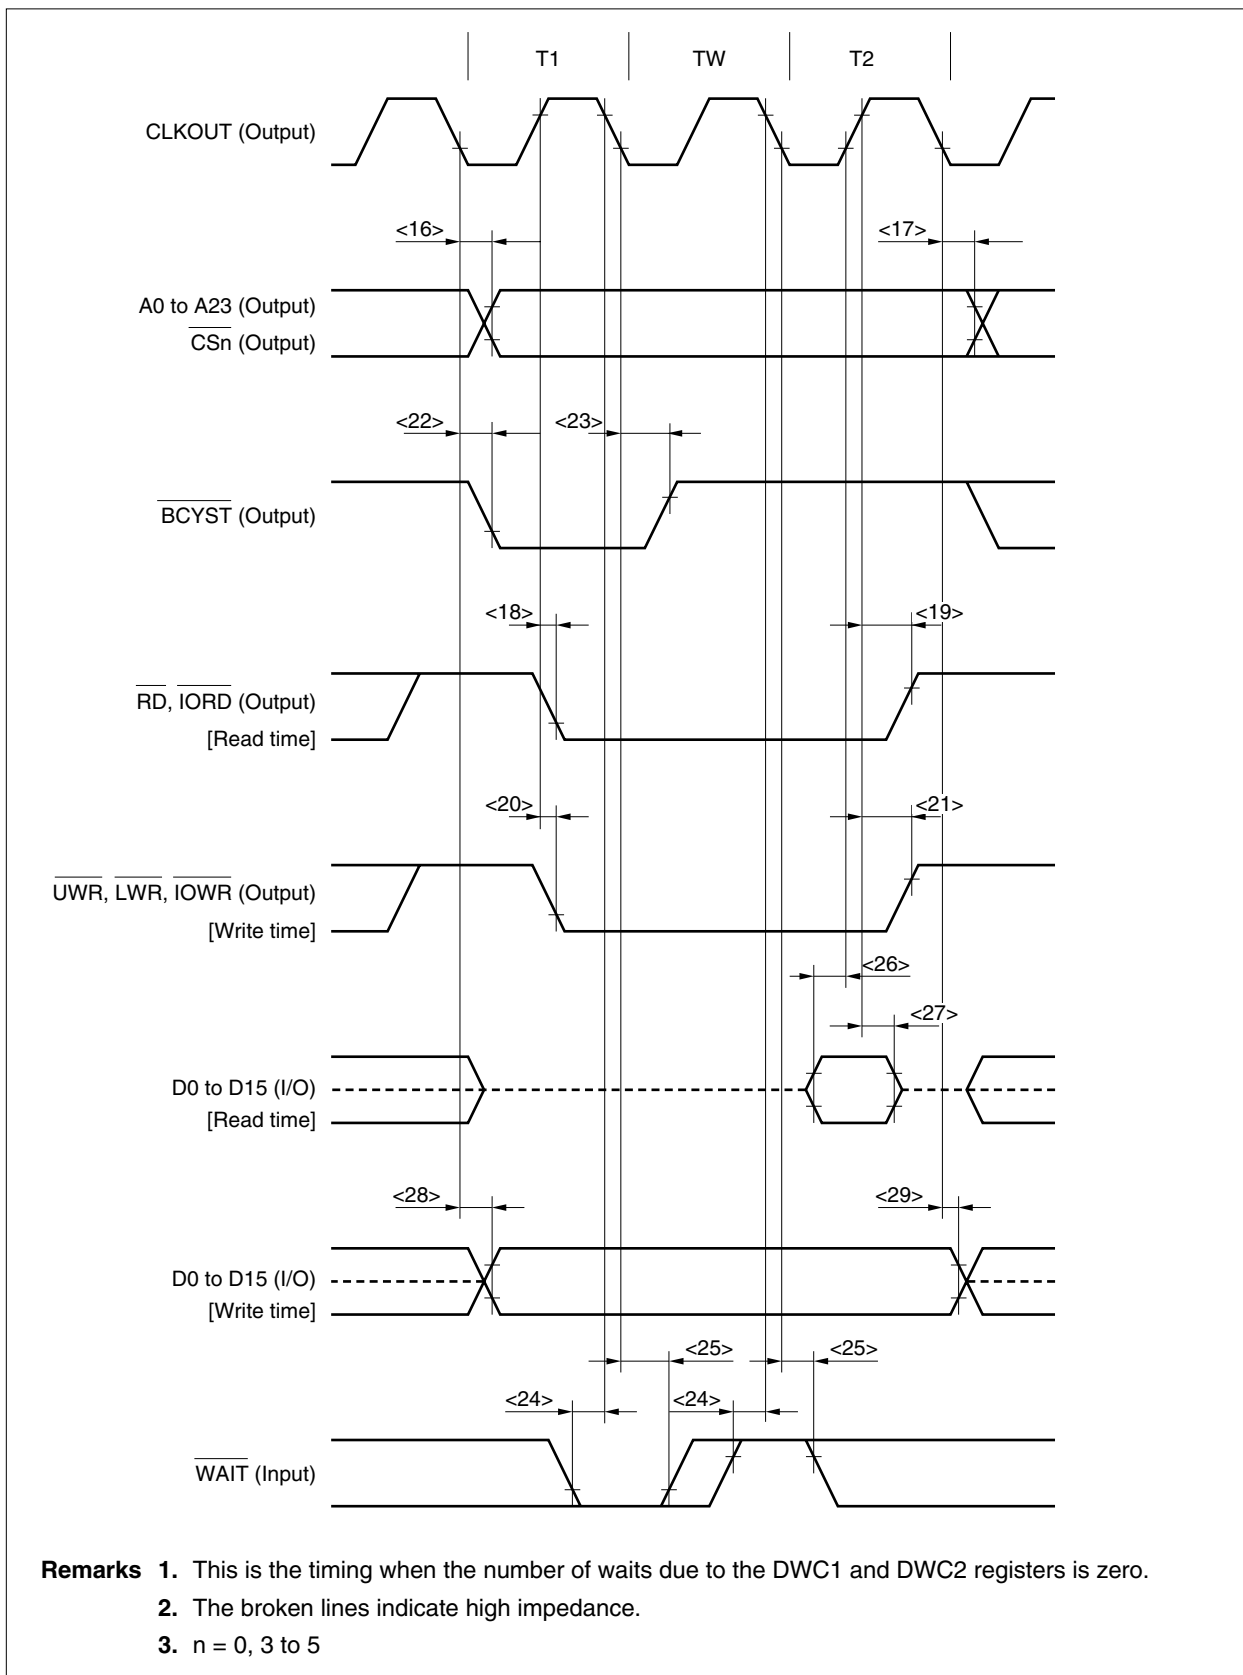 T1 TW T2
CLKOUT (Output)
<16> <17>
A0 to A23 (Output)
CSn (Output)
<22> <23>
BCYST (Output)
<18> <19>
RD, IORD (Output)
[Read time]
<20> <21>
UWR, LWR, IOWR (Output)
[Write time]
<26>
<27>
D0 to D15 (I/O)
[Read time]
<28> <29>
D0 to D15 (I/O)
[Write time]
<25> <25>
<24> <24>
WAIT (Input)
Remarks 1. This is the timing when the number of waits due to the DWC1 and DWC2 registers is zero.
2. The broken lines indicate high impedance.
3. n = 0, 3 to 5